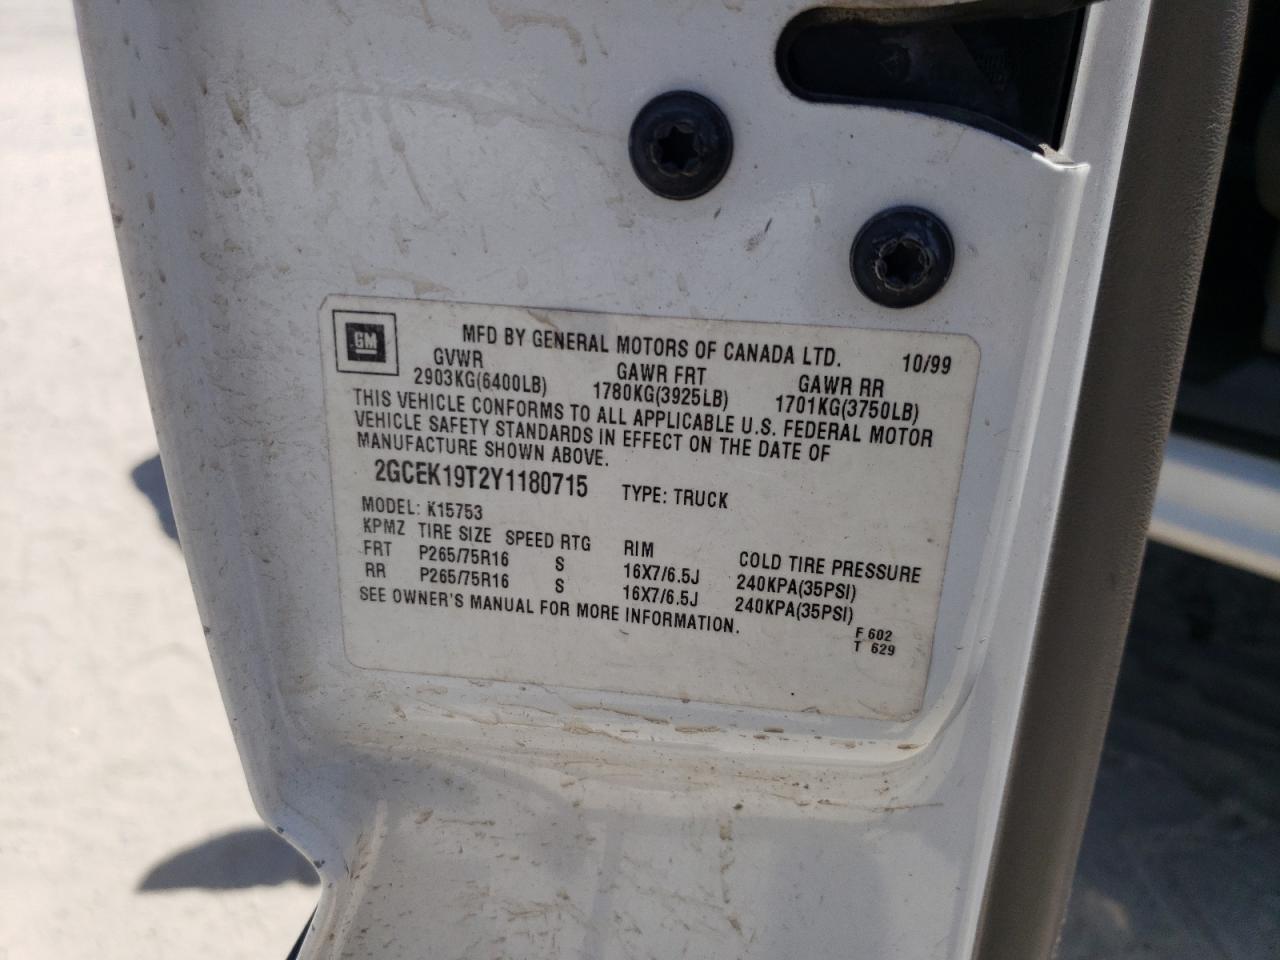 GM
MFD BY GENERAL MOTORS OF CANADA LTD. 10/99
GVWR GAWR FRT GAWR RR
2903KG(6400LB) 1780KG(3925LB) 1701KG(3750LB)
THIS VEHICLE CONFORMS TO ALL APPLICABLE U.S. FEDERAL MOTOR
VEHICLE SAFETY STANDARDS IN EFFECT ON THE DATE OF
MANUFACTURE SHOWN ABOVE.
2GCEK19T2Y1180715 TYPE: TRUCK
MODEL: K15753
KPMZ TIRE SIZE SPEED RTG RIM COLD TIRE PRESSURE
FRT P265/75R16 S 16X7/6.5J 240KPA(35PSI)
RR P265/75R16 S 16X7/6.5J 240KPA(35PSI)
SEE OWNER'S MANUAL FOR MORE INFORMATION.
F 602
T 629